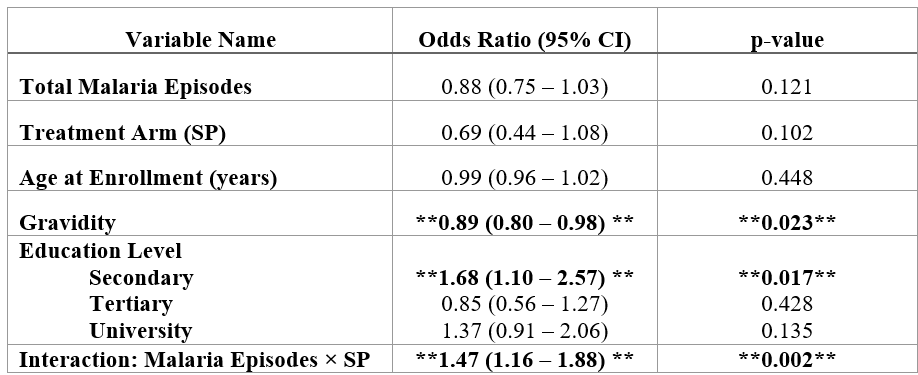 Variable Name Odds Ratio (95% CI) p-value
Total Malaria Episodes 0.88 (0.75 – 1.03) 0.121
Treatment Arm (SP) 0.69 (0.44 – 1.08) 0.102
Age at Enrollment (years) 0.99 (0.96 – 1.02) 0.448
Gravidity **0.89 (0.80 – 0.98) ** **0.023**
Education Level
Secondary **1.68 (1.10 – 2.57) ** **0.017**
Tertiary 0.85 (0.56 – 1.27) 0.428
University 1.37 (0.91 – 2.06) 0.135
Interaction: Malaria Episodes × SP **1.47 (1.16 – 1.88) ** **0.002**